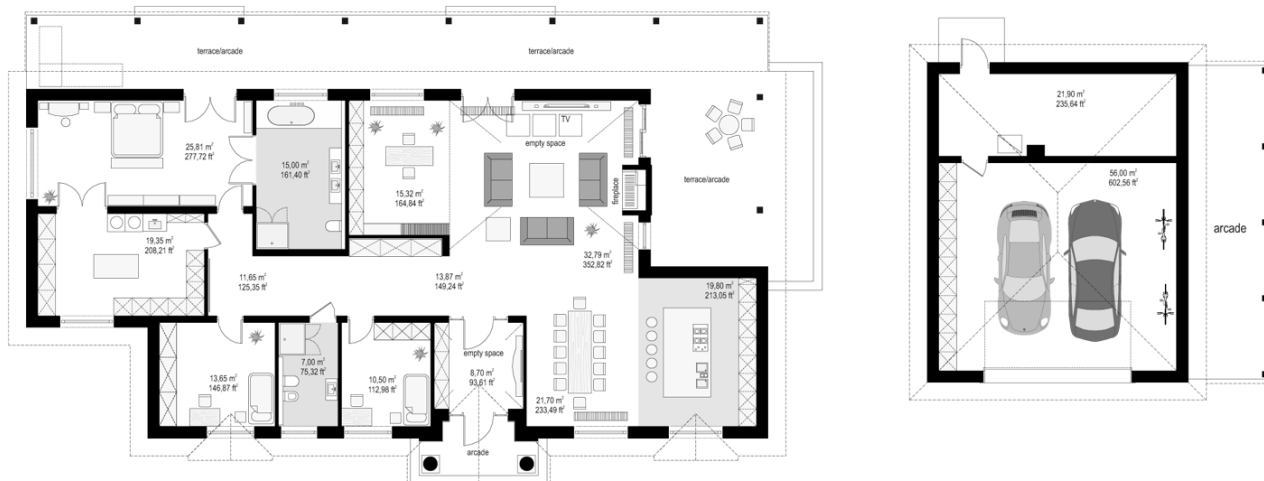 terrace/arcade
terrace/arcade
25,81 m²
277,72 ft²
15,00 m²
161,40 ft²
15,32 m²
164,84 ft²
TV
empty space
fireplace
terrace/arcade
19,35 m²
208,21 ft²
11,65 m²
125,35 ft²
13,87 m²
149,24 ft²
32,79 m²
352,82 ft²
19,80 m²
213,05 ft²
13,65 m²
146,87 ft²
7,00 m²
75,32 ft²
10,50 m²
112,98 ft²
empty space
8,70 m²
93,61 ft²
21,70 m²
233,49 ft²
arcade
21,90 m²
235,64 ft²
56,00 m²
602,56 ft²
arcade